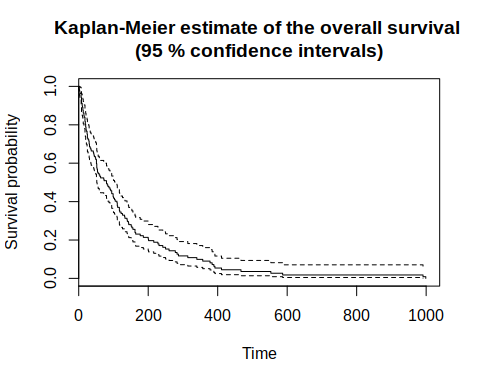 Kaplan-Meier estimate of the overall survival
(95 % confidence intervals)
Survival probability
1.0
0.8
0.6
0.4
0.2
0.0
0 200 400 600 800 1000
Time